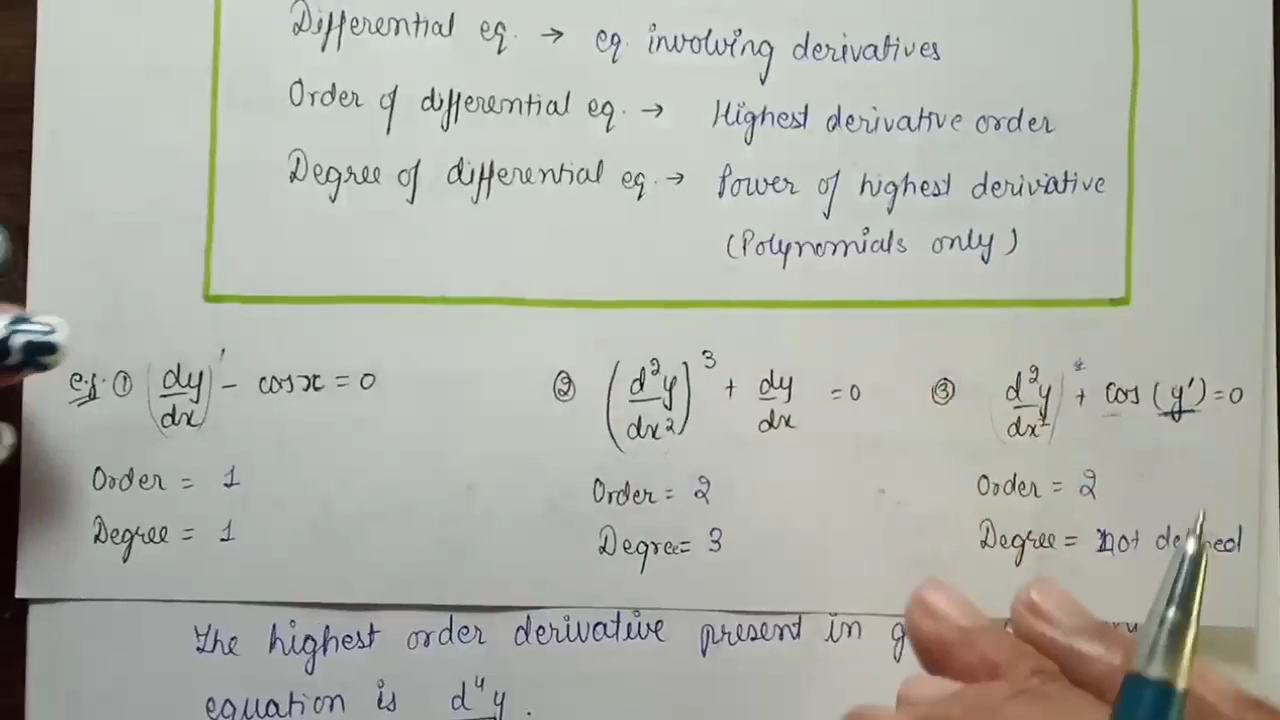 Differential eq. → eq. involving derivatives
Order of differential eq. → Highest derivative order
Degree of differential eq. → Power of highest derivative
(Polynomials only)
e.g. ① (dy/dx)¹ - cos x = 0
Order = 1
Degree = 1
② (d²y/dx²)³ + dy/dx = 0
Order = 2
Degree = 3
③ d²y/dx² + cos (y') = 0
Order = 2
Degree = not defined
The highest order derivative present in
equation is d⁴y .